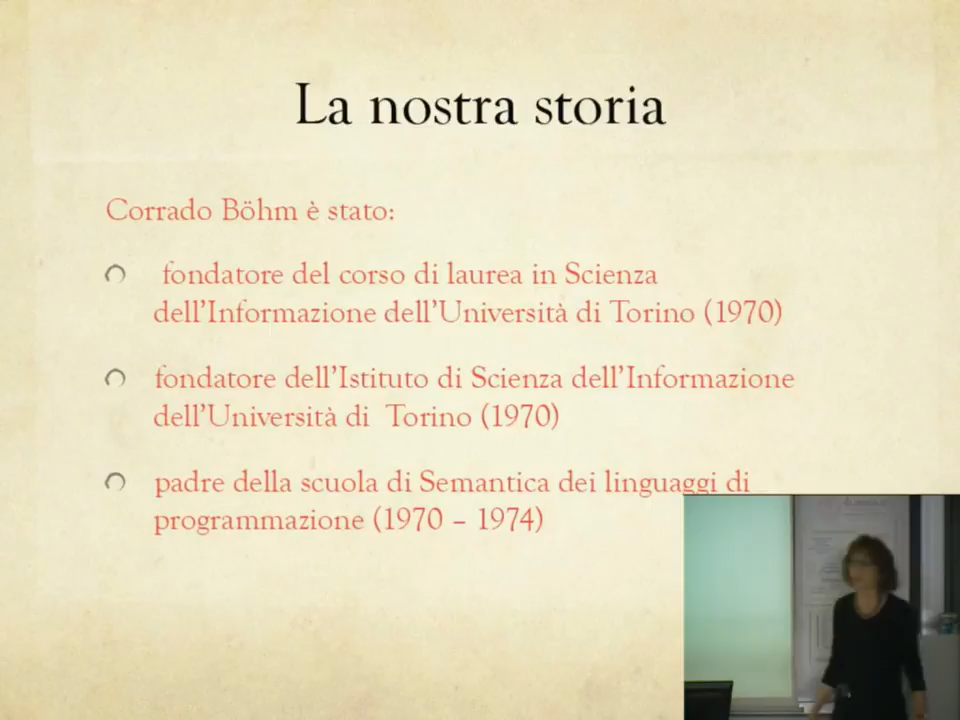 La nostra storia
Corrado Böhm è stato:
fondatore del corso di laurea in Scienza
dell’Informazione dell’Università di Torino (1970)
fondatore dell’Istituto di Scienza dell’Informazione
dell’Università di Torino (1970)
padre della scuola di Semantica dei linguaggi di
programmazione (1970 – 1974)